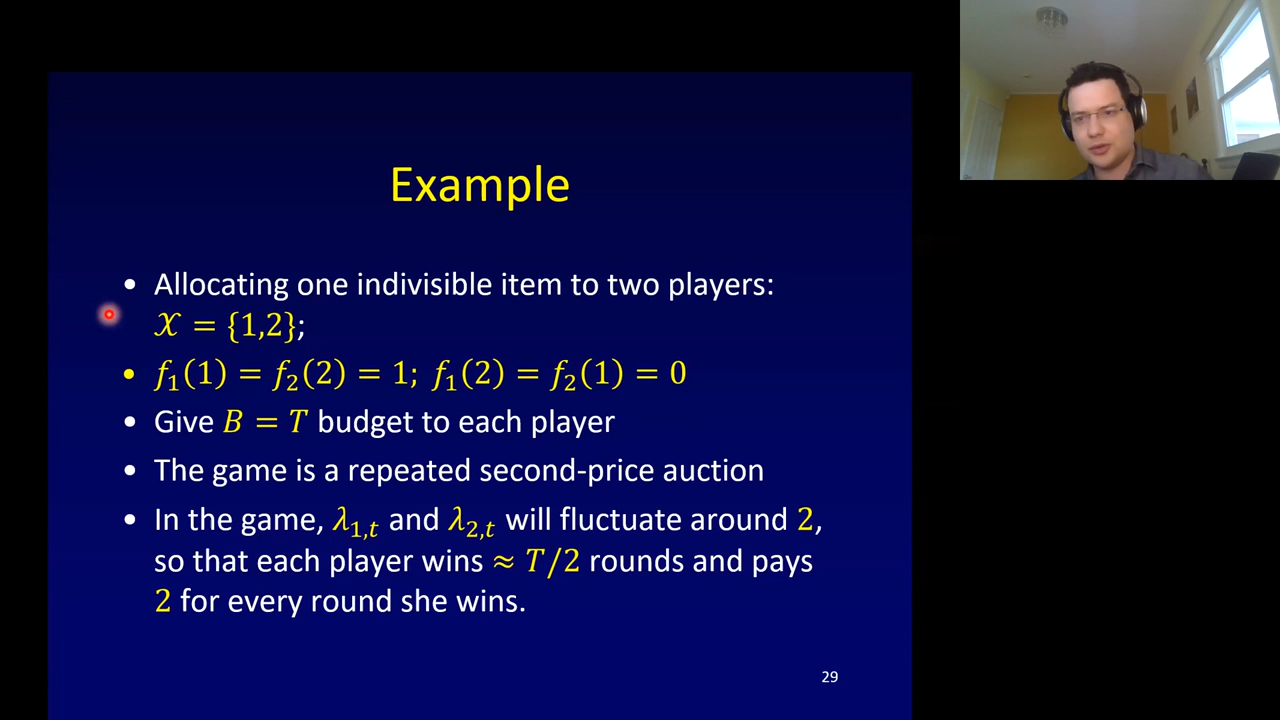 Example
• Allocating one indivisible item to two players:
𝒳 = {1,2};
• f₁(1) = f₂(2) = 1; f₁(2) = f₂(1) = 0
• Give B = T budget to each player
• The game is a repeated second-price auction
• In the game, λ₁,ₜ and λ₂,ₜ will fluctuate around 2,
so that each player wins ≈ T/2 rounds and pays
2 for every round she wins.
29